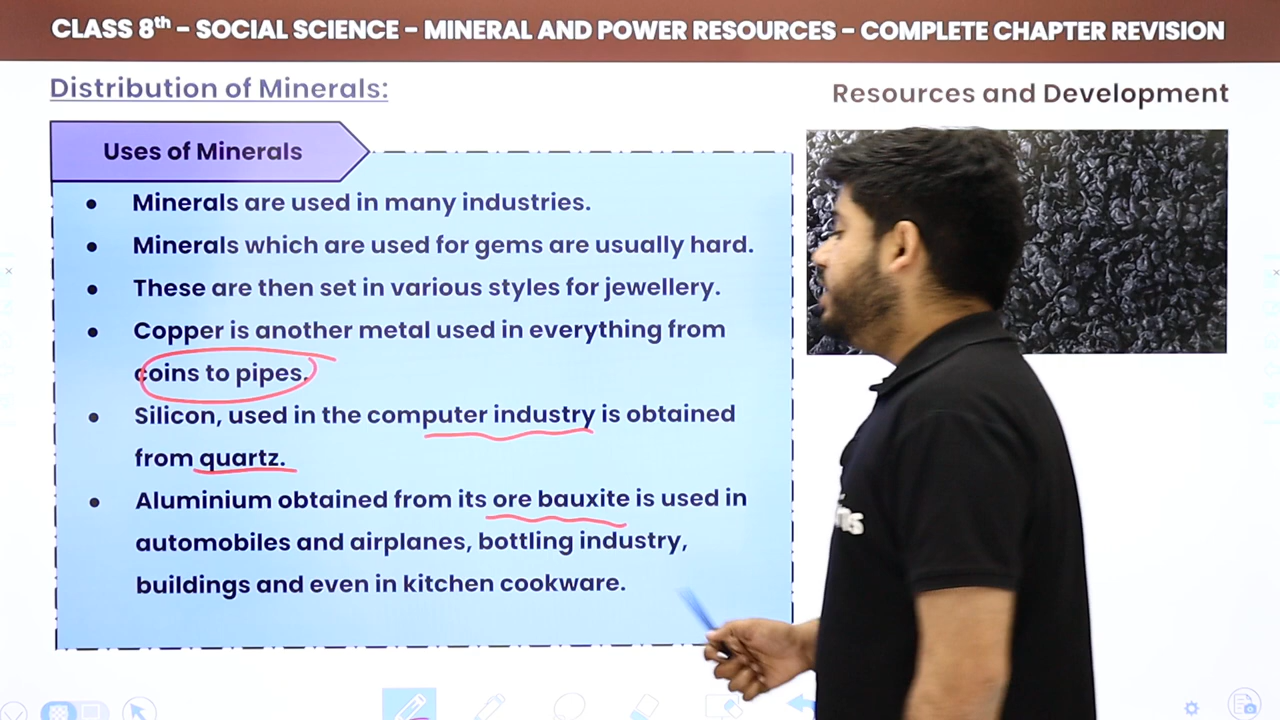 CLASS 8th – SOCIAL SCIENCE – MINERAL AND POWER RESOURCES – COMPLETE CHAPTER REVISION
Distribution of Minerals:
Resources and Development
Uses of Minerals
• Minerals are used in many industries.
• Minerals which are used for gems are usually hard.
• These are then set in various styles for jewellery.
• Copper is another metal used in everything from
coins to pipes.
• Silicon, used in the computer industry is obtained
from quartz.
• Aluminium obtained from its ore bauxite is used in
automobiles and airplanes, bottling industry,
buildings and even in kitchen cookware.